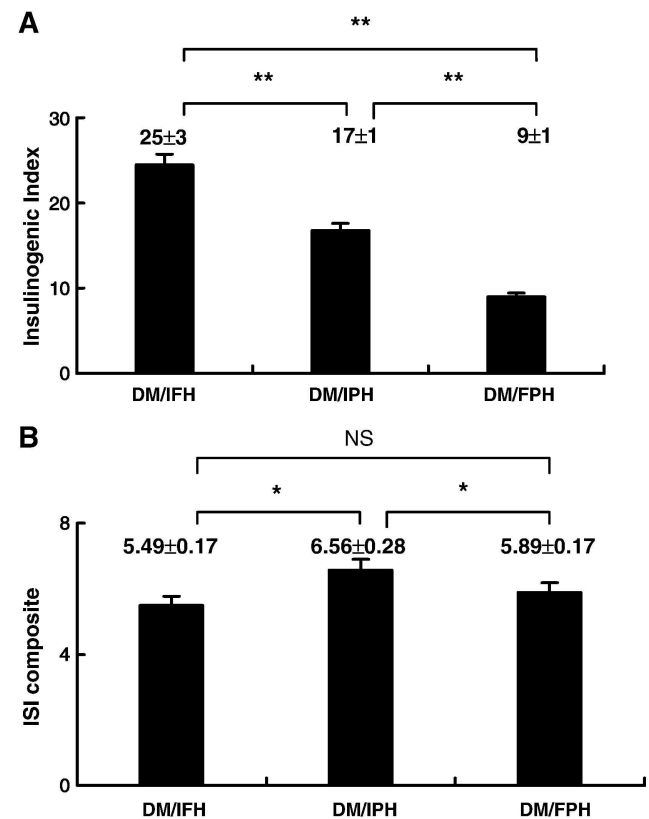 A
**
**
**
30
25±3
17±1
9±1
20
10
0
Insulinogenic Index
DM/IFH
DM/IPH
DM/FPH
B
NS
*
*
8
5.49±0.17
6.56±0.28
5.89±0.17
4
0
ISI composite
DM/IFH
DM/IPH
DM/FPH